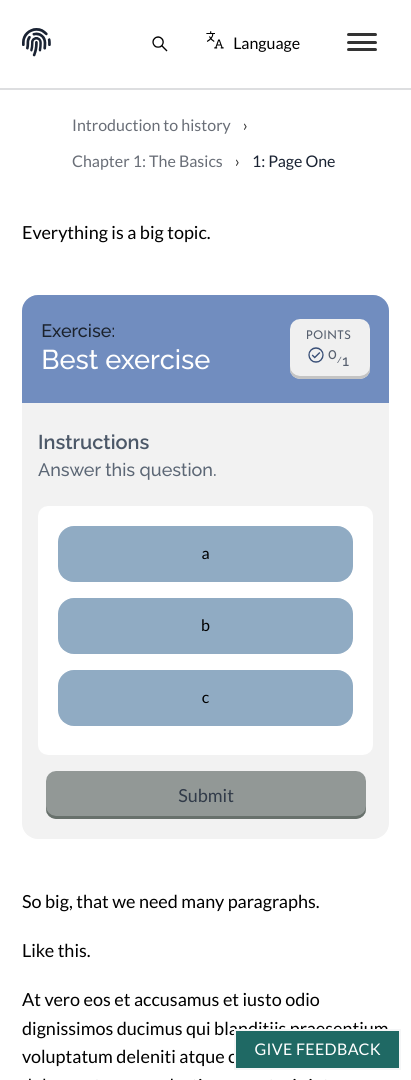 Language
Introduction to history ›
Chapter 1: The Basics › 1: Page One
Everything is a big topic.
Exercise:
Best exercise
POINTS
0/1
Instructions
Answer this question.
a
b
c
Submit
So big, that we need many paragraphs.
Like this.
At vero eos et accusamus et iusto odio
dignissimos ducimus qui blanditiis praesentium
voluptatum deleniti atque
GIVE FEEDBACK